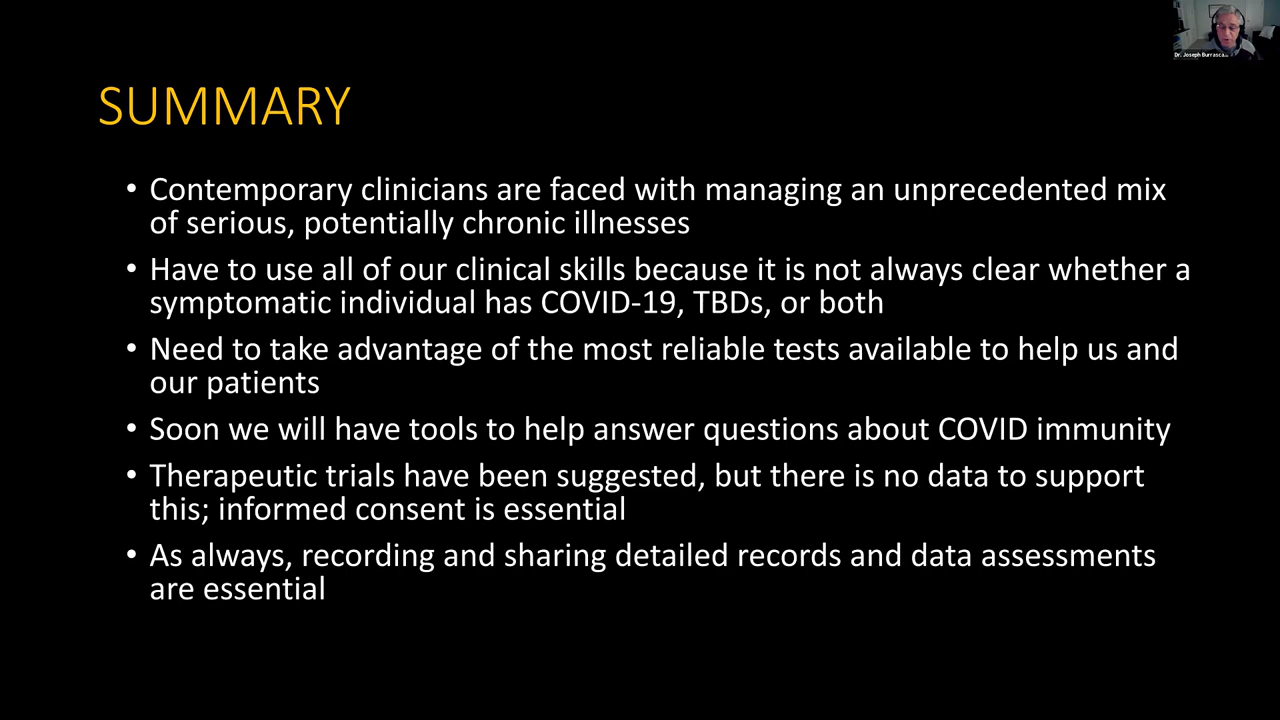 Dr. Joseph Burrasca...
SUMMARY
• Contemporary clinicians are faced with managing an unprecedented mix
of serious, potentially chronic illnesses
• Have to use all of our clinical skills because it is not always clear whether a
symptomatic individual has COVID-19, TBDs, or both
• Need to take advantage of the most reliable tests available to help us and
our patients
• Soon we will have tools to help answer questions about COVID immunity
• Therapeutic trials have been suggested, but there is no data to support
this; informed consent is essential
• As always, recording and sharing detailed records and data assessments
are essential